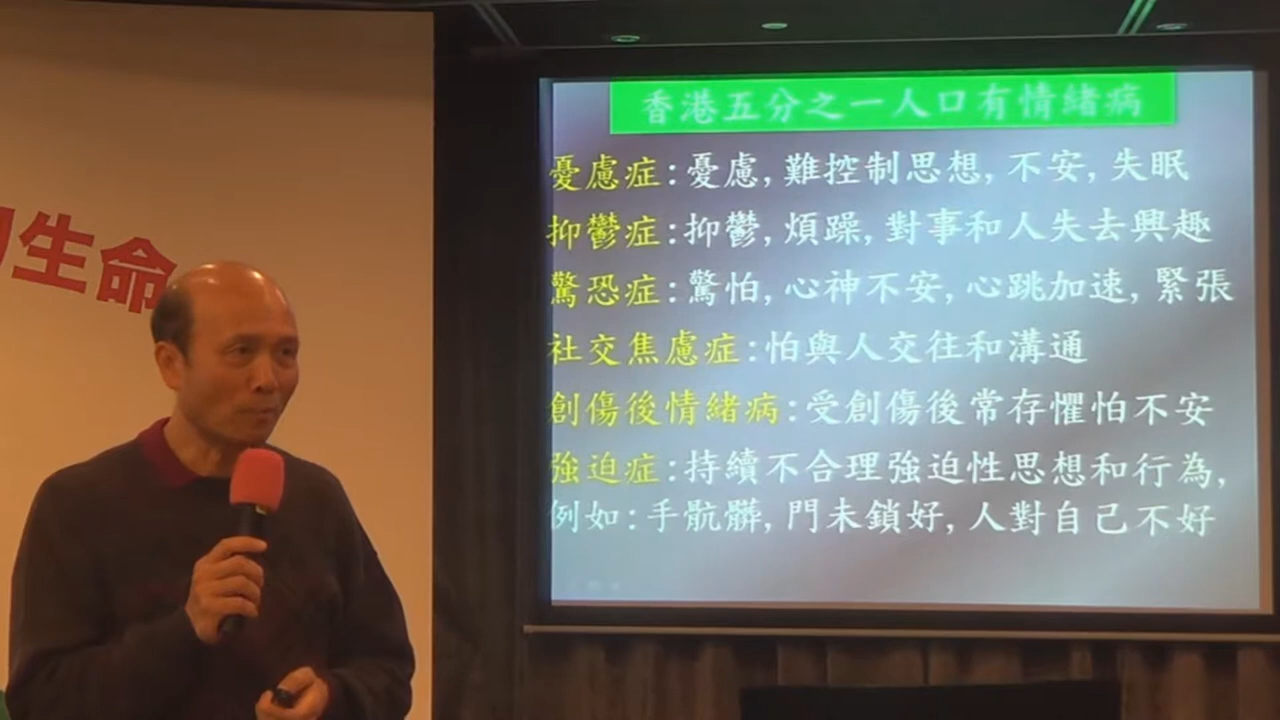 生命
香港五分之一人口有情緒病
憂慮症:憂慮,難控制思想,不安,失眠
抑鬱症:抑鬱,煩躁,對事和人失去興趣
驚恐症:驚怕,心神不安,心跳加速,緊張
社交焦慮症:怕與人交往和溝通
創傷後情緒病:受創傷後常存懼怕不安
強迫症:持續不合理強迫性思想和行為,
例如:手骯髒,門未鎖好,人對自己不好